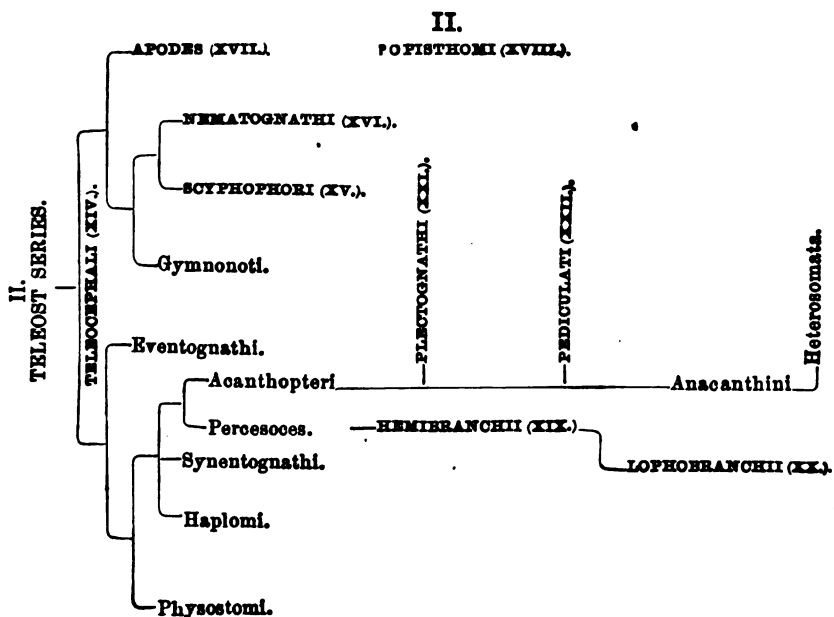 II.
APODES (XVII.). ? OPISTHOMI (XVIII.).
NEMATOGNATHI (XVI.).
SCYPHOPHORI (XV.).
Gymnonoti.
II.
TELEOST SERIES.
TELEOCEPHALI (XIV.).
PLECTOGNATHI (XXI.).
PEDICULATI (XXII.).
Heterosomata.
Eventognathi.
Acanthopteri
Anacanthini
Percesoces.
HEMIBRANCHII (XIX.)
Synentognathi.
LOPHOBRANCHII (XX.).
Haplomi.
Physostomi.